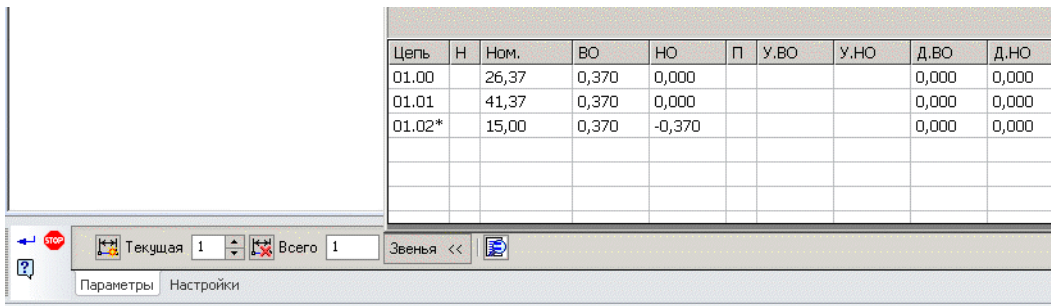 Цепь Н Ном. ВО НО П У.ВО У.НО Д.ВО Д.НО
01.00 26,37 0,370 0,000 0,000 0,000
01.01 41,37 0,370 0,000 0,000 0,000
01.02* 15,00 0,370 -0,370 0,000 0,000
STOP Текущая 1 Всего 1 Звенья <<
?
Параметры Настройки